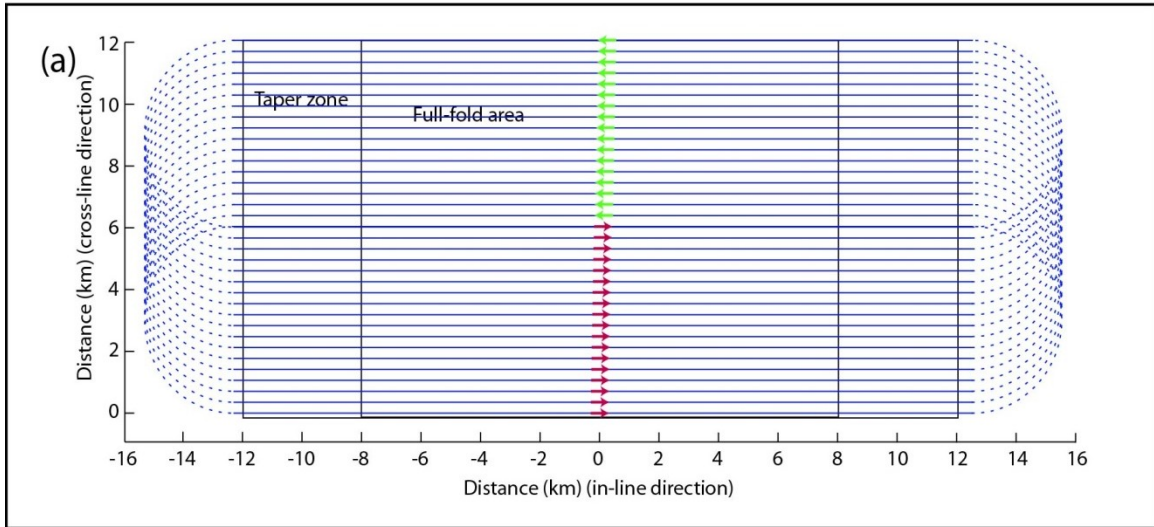 (a)
Distance (km) (cross-line direction)
12
10
8
6
4
2
0
Taper zone
Full-fold area
-16 -14 -12 -10 -8 -6 -4 -2 0 2 4 6 8 10 12 14 16
Distance (km) (in-line direction)